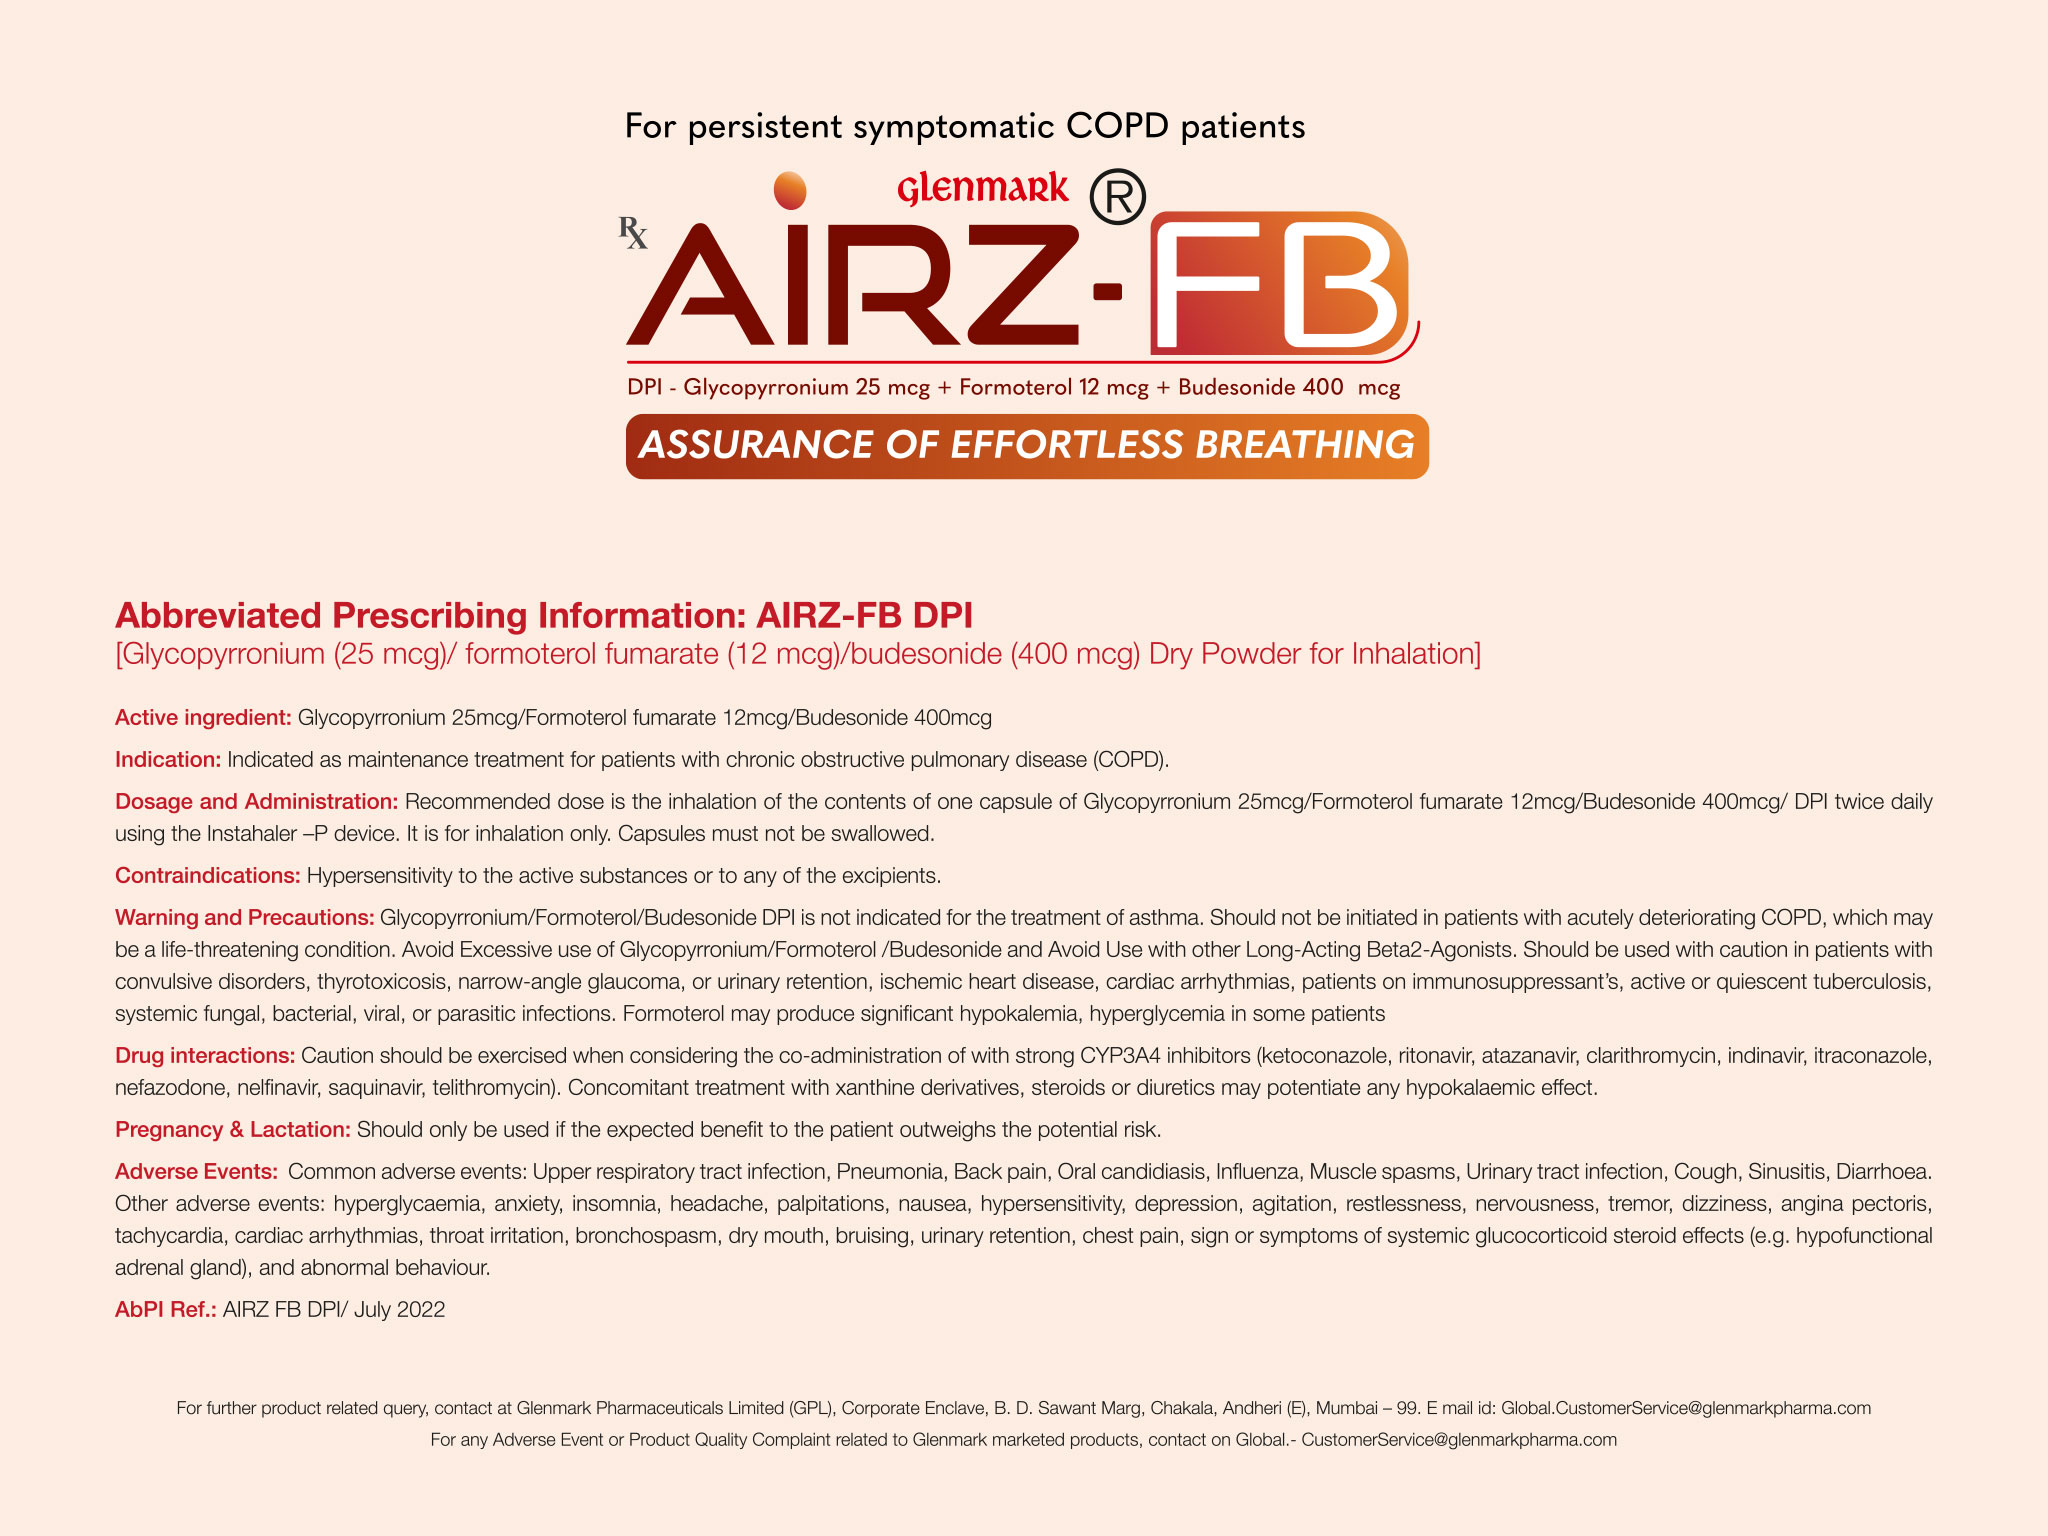 For persistent symptomatic COPD patients
glenmark ®
Rx AiRZ-FB
DPI - Glycopyrronium 25 mcg + Formoterol 12 mcg + Budesonide 400 mcg
ASSURANCE OF EFFORTLESS BREATHING
Abbreviated Prescribing Information: AIRZ-FB DPI
[Glycopyrronium (25 mcg)/ formoterol fumarate (12 mcg)/budesonide (400 mcg) Dry Powder for Inhalation]
Active ingredient: Glycopyrronium 25mcg/Formoterol fumarate 12mcg/Budesonide 400mcg
Indication: Indicated as maintenance treatment for patients with chronic obstructive pulmonary disease (COPD).
Dosage and Administration: Recommended dose is the inhalation of the contents of one capsule of Glycopyrronium 25mcg/Formoterol fumarate 12mcg/Budesonide 400mcg/ DPI twice daily
using the Instahaler –P device. It is for inhalation only. Capsules must not be swallowed.
Contraindications: Hypersensitivity to the active substances or to any of the excipients.
Warning and Precautions: Glycopyrronium/Formoterol/Budesonide DPI is not indicated for the treatment of asthma. Should not be initiated in patients with acutely deteriorating COPD, which may
be a life-threatening condition. Avoid Excessive use of Glycopyrronium/Formoterol /Budesonide and Avoid Use with other Long-Acting Beta2-Agonists. Should be used with caution in patients with
convulsive disorders, thyrotoxicosis, narrow-angle glaucoma, or urinary retention, ischemic heart disease, cardiac arrhythmias, patients on immunosuppressant’s, active or quiescent tuberculosis,
systemic fungal, bacterial, viral, or parasitic infections. Formoterol may produce significant hypokalemia, hyperglycemia in some patients
Drug interactions: Caution should be exercised when considering the co-administration of with strong CYP3A4 inhibitors (ketoconazole, ritonavir, atazanavir, clarithromycin, indinavir, itraconazole,
nefazodone, nelfinavir, saquinavir, telithromycin). Concomitant treatment with xanthine derivatives, steroids or diuretics may potentiate any hypokalaemic effect.
Pregnancy & Lactation: Should only be used if the expected benefit to the patient outweighs the potential risk.
Adverse Events: Common adverse events: Upper respiratory tract infection, Pneumonia, Back pain, Oral candidiasis, Influenza, Muscle spasms, Urinary tract infection, Cough, Sinusitis, Diarrhoea.
Other adverse events: hyperglycaemia, anxiety, insomnia, headache, palpitations, nausea, hypersensitivity, depression, agitation, restlessness, nervousness, tremor, dizziness, angina pectoris,
tachycardia, cardiac arrhythmias, throat irritation, bronchospasm, dry mouth, bruising, urinary retention, chest pain, sign or symptoms of systemic glucocorticoid steroid effects (e.g. hypofunctional
adrenal gland), and abnormal behaviour.
AbPI Ref.: AIRZ FB DPI/ July 2022
For further product related query, contact at Glenmark Pharmaceuticals Limited (GPL), Corporate Enclave, B. D. Sawant Marg, Chakala, Andheri (E), Mumbai – 99. E mail id: Global.CustomerService@glenmarkpharma.com
For any Adverse Event or Product Quality Complaint related to Glenmark marketed products, contact on Global.- CustomerService@glenmarkpharma.com